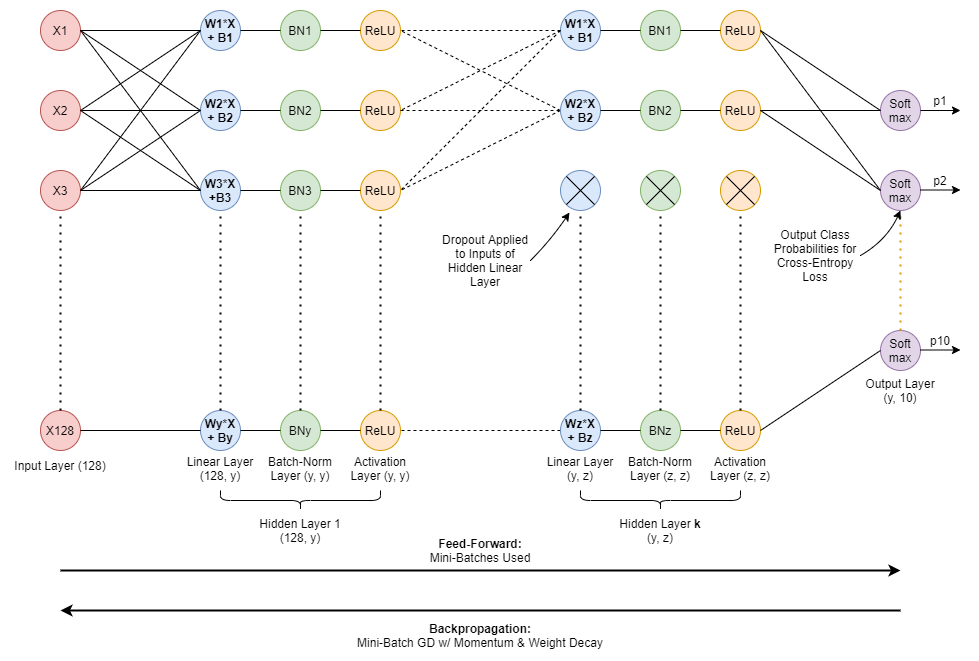 X1
W1*X
+ B1
BN1
ReLU
W1*X
+ B1
BN1
ReLU
X2
W2*X
+ B2
BN2
ReLU
W2*X
+ B2
BN2
ReLU
Soft
max
p1
X3
W3*X
+B3
BN3
ReLU
Soft
max
p2
Dropout Applied
to Inputs of
Hidden Linear
Layer
Output Class
Probabilities for
Cross-Entropy
Loss
Soft
max
p10
Output Layer
(y, 10)
X128
Wy*X
+ By
BNy
ReLU
Wz*X
+ Bz
BNz
ReLU
Input Layer (128)
Linear Layer
(128, y)
Batch-Norm
Layer (y, y)
Activation
Layer (y, y)
Linear Layer
(y, z)
Batch-Norm
Layer (z, z)
Activation
Layer (z, z)
Hidden Layer 1
(128, y)
Hidden Layer k
(y, z)
Feed-Forward:
Mini-Batches Used
Backpropagation:
Mini-Batch GD w/ Momentum & Weight Decay